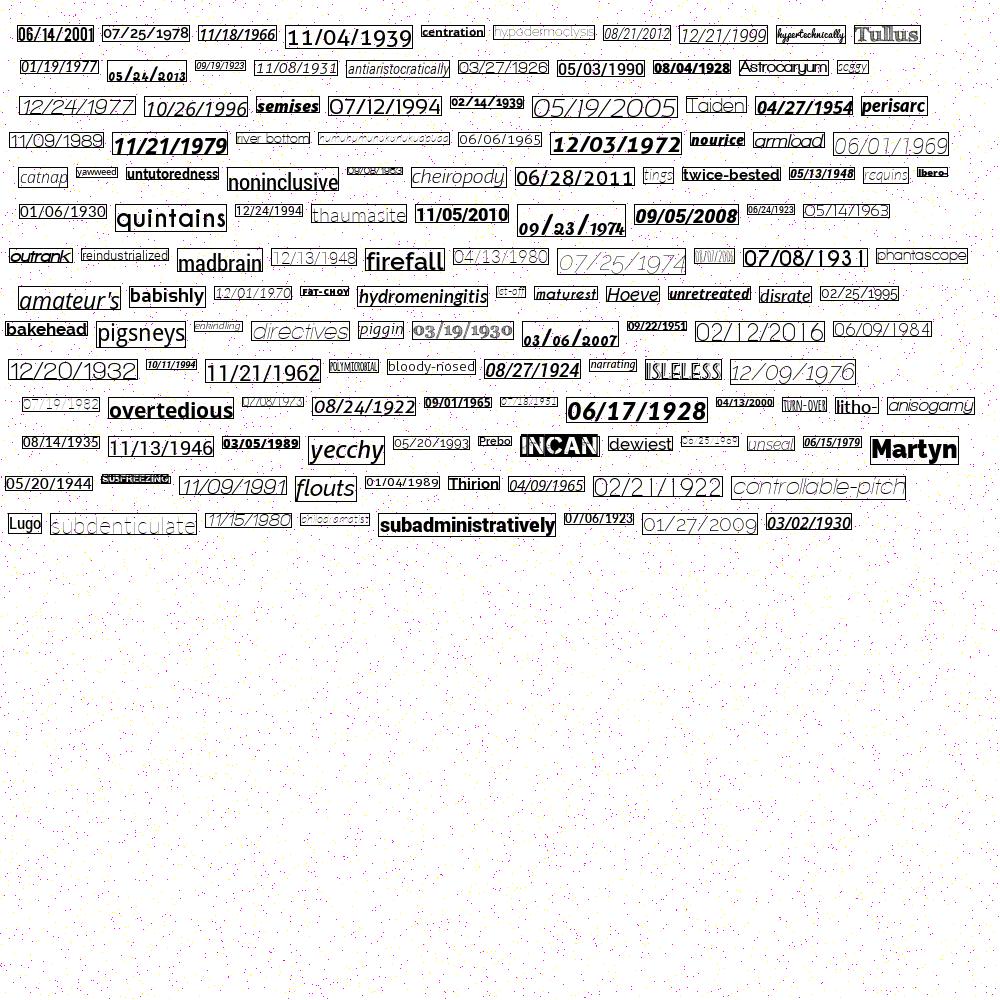 06/14/2001 07/25/1978 11/18/1966 11/04/1939 centration hypodermoclysis 08/21/2012 12/21/1999 hypertechnically Tullus
01/19/1977 05/24/2013 09/19/1923 11/08/1931 antiaristocratically 03/27/1926 05/03/1990 08/04/1928 Astrocaryum scggy
12/24/1977 10/26/1996 semises 07/12/1994 02/14/1939 05/19/2005 Taiden 04/27/1954 perisarc
11/09/1989 11/21/1979 river bottom 06/06/1965 12/03/1972 nourice armload 06/01/1969
catnap yawweed untutoredness noninclusive 09/08/1953 cheiropody 06/28/2011 tings twice-bested 05/13/1948 rcquins libero-
01/06/1930 quintains 12/24/1994 thaumasite 11/05/2010 09/23/1974 09/05/2008 06/24/1923 05/14/1963
outrank reindustrialized madbrain 12/13/1948 firefall 04/13/1980 07/25/1974 07/08/1931 phantascope
amateur's babishly 12/01/1970 FAT-CHOY hydromeningitis 1st-off maturest Hoeve unretreated disrate 02/25/1995
bakehead pigsneys enkindling directives piggin 03/19/1930 03/06/2007 09/22/1951 02/12/2016 06/09/1984
12/20/1932 10/11/1994 11/21/1962 POLYMICROBIAL bloody-nosed 08/27/1924 narrating ISLELESS 12/09/1976
07/19/1982 overtedious 07/08/1973 08/24/1922 09/01/1965 07/18/1951 06/17/1928 04/13/2000 TURN-OVER litho- anisogamy
08/14/1935 11/13/1946 03/05/1989 yecchy 05/20/1993 Prebo INCAN dewiest unseal 06/15/1979 Martyn
05/20/1944 SUBFREEZING 11/09/1991 flouts 01/04/1989 Thirion 04/09/1965 02/21/1922 controllable-pitch
Lugo subdenticulate 11/15/1980 subadministratively 07/06/1923 01/27/2009 03/02/1930